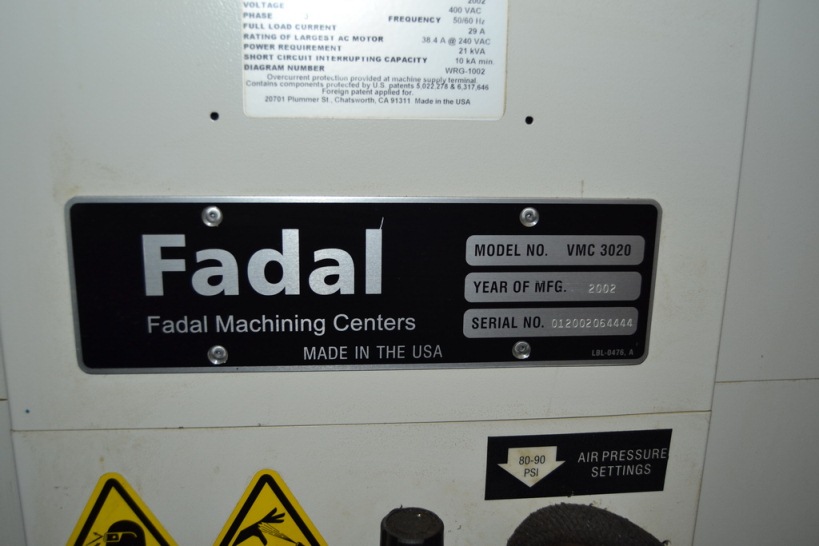 2002
VOLTAGE 400 VAC
PHASE 3 FREQUENCY 50/60 Hz
FULL LOAD CURRENT 29 A
RATING OF LARGEST AC MOTOR 38.4 A @ 240 VAC
POWER REQUIREMENT 21 kVA
SHORT CIRCUIT INTERRUPTING CAPACITY 10 kA min.
DIAGRAM NUMBER WRG-1002
Overcurrent protection provided at machine supply terminal.
Contains components protected by U.S. patents 5,022,278 & 6,317,646
Foreign patent applied for.
20701 Plummer St., Chatsworth, CA 91311 Made in the USA
Fadal
Fadal Machining Centers
MADE IN THE USA
MODEL NO. VMC 3020
YEAR OF MFG. 2002
SERIAL NO. 012002064444
LBL-0476, A
80-90
PSI
AIR PRESSURE
SETTINGS